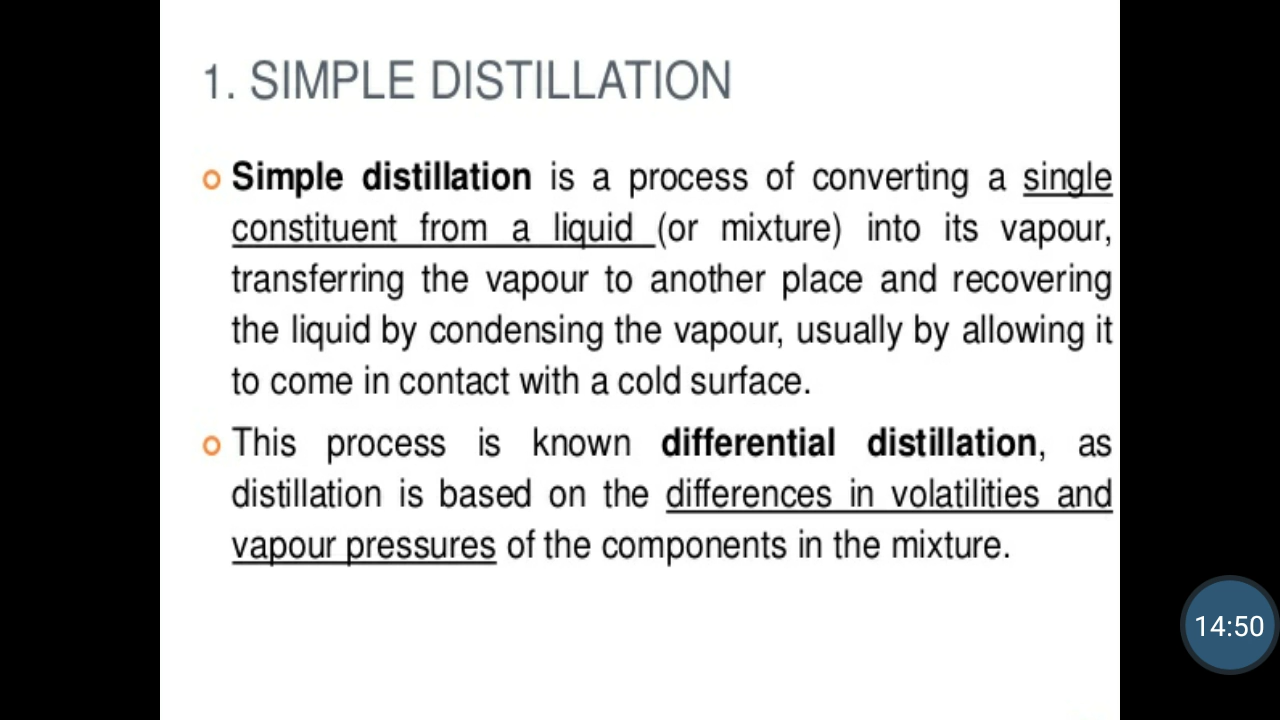 1. SIMPLE DISTILLATION
Simple distillation is a process of converting a single
constituent from a liquid (or mixture) into its vapour,
transferring the vapour to another place and recovering
the liquid by condensing the vapour, usually by allowing it
to come in contact with a cold surface.
This process is known differential distillation, as
distillation is based on the differences in volatilities and
vapour pressures of the components in the mixture.
14:50